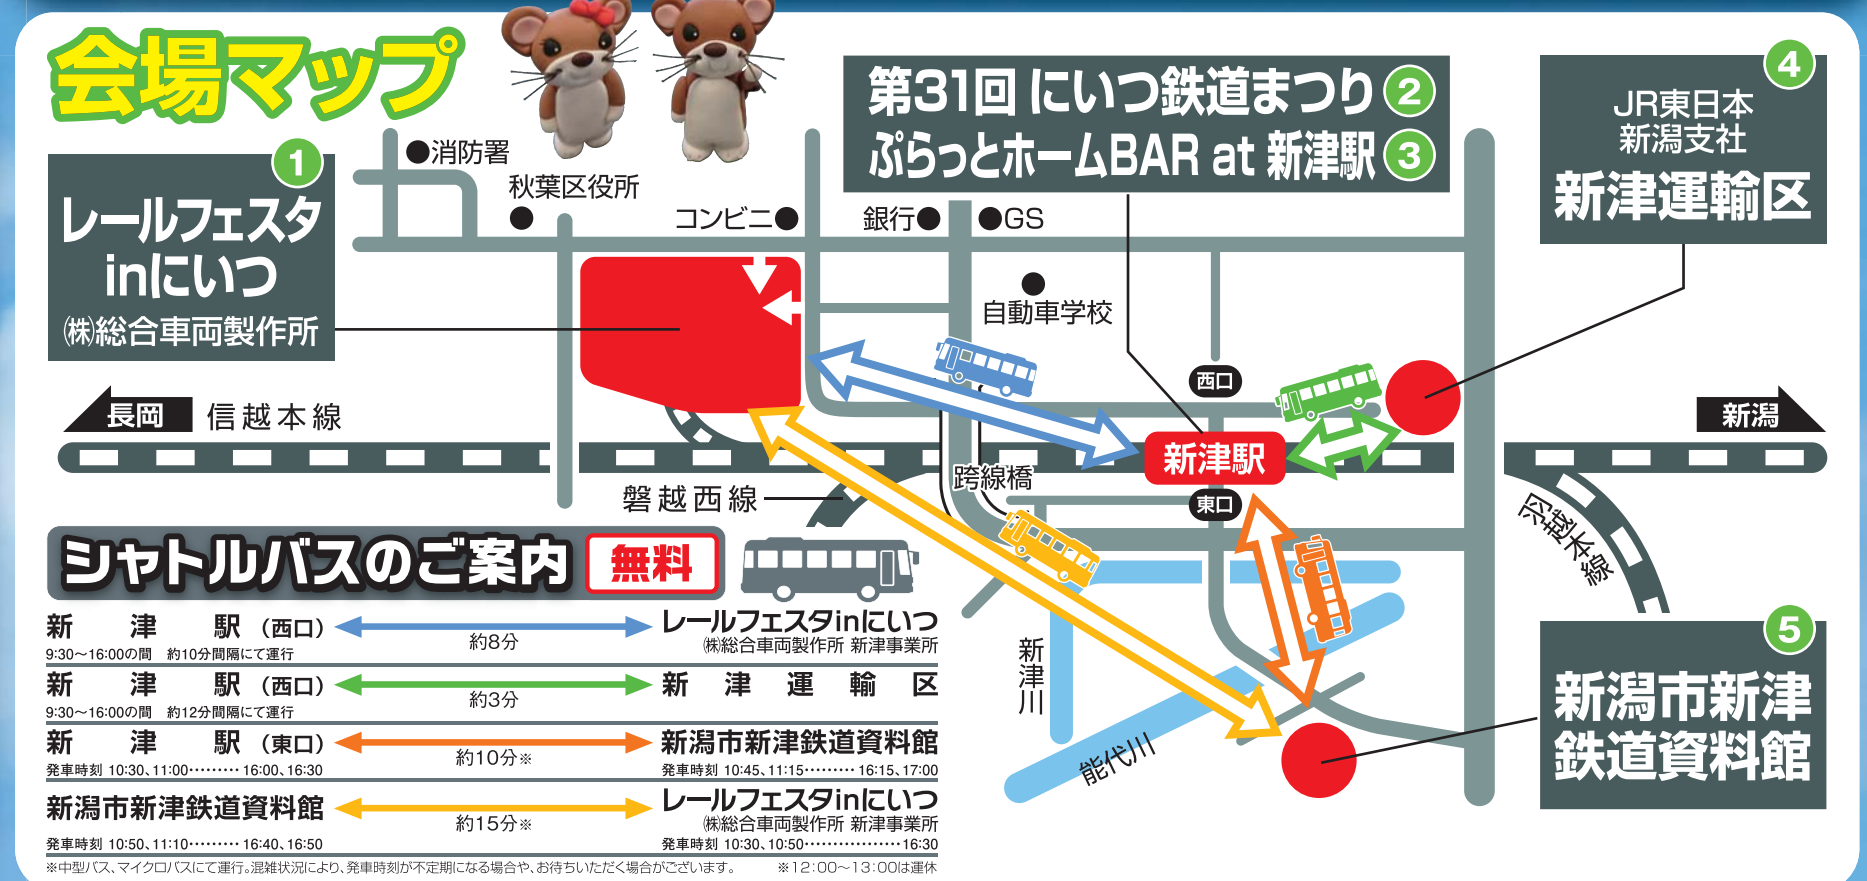 会場マップ
①
レールフェスタ
inにいつ
㈱総合車両製作所
第31回 にいつ鉄道まつり②
ぷらっとホームBAR at 新津駅③
④
JR東日本
新潟支社
新津運輸区
●消防署
秋葉区役所
●
コンビニ●
銀行●
●GS
●
自動車学校
西口
長岡
信越本線
新潟
新津駅
跨線橋
東口
磐越西線
羽越本線
新津川
能代川
⑤
新潟市新津
鉄道資料館
シャトルバスのご案内 無料
新津駅（西口） 約8分 レールフェスタinにいつ
㈱総合車両製作所 新津事業所
9:30～16:00の間 約10分間隔にて運行
新津駅（西口） 約3分 新津運輸区
9:30～16:00の間 約12分間隔にて運行
新津駅（東口） 約10分※ 新潟市新津鉄道資料館
発車時刻 10:30、11:00‥‥‥‥‥16:00、16:30 発車時刻 10:45、11:15‥‥‥‥‥16:15、17:00
新潟市新津鉄道資料館 約15分※ レールフェスタinにいつ
㈱総合車両製作所 新津事業所
発車時刻 10:50、11:10‥‥‥‥‥16:40、16:50 発車時刻 10:30、10:50‥‥‥‥‥‥‥‥‥16:30
※中型バス、マイクロバスにて運行。混雑状況により、発車時刻が不定期になる場合や、お待ちいただく場合がございます。 ※12:00～13:00は運休